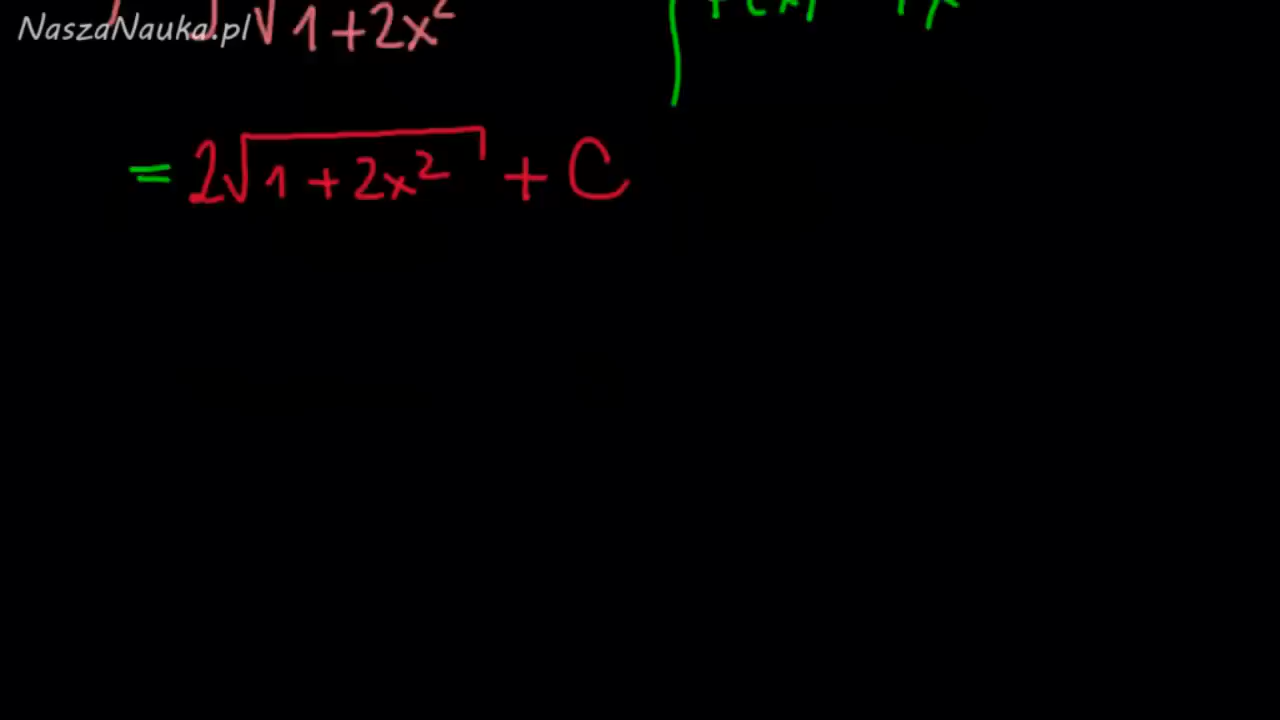 NaszaNauka.pl
√1+2x²
= 2√1+2x² + C